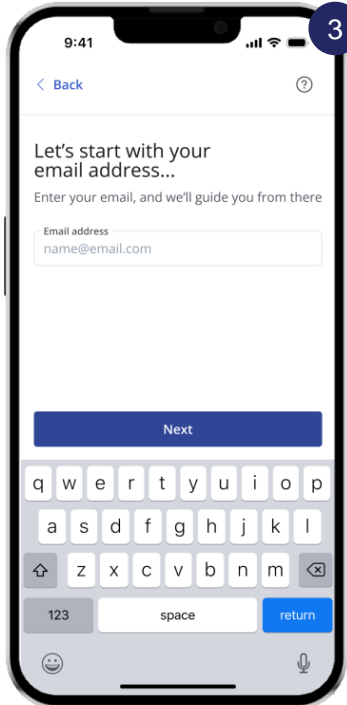 3
9:41
Back
?
Let's start with your
email address...
Enter your email, and we'll guide you from there
Email address
name@email.com
Next
q w e r t y u i o p
a s d f g h j k l
z x c v b n m
123 space return